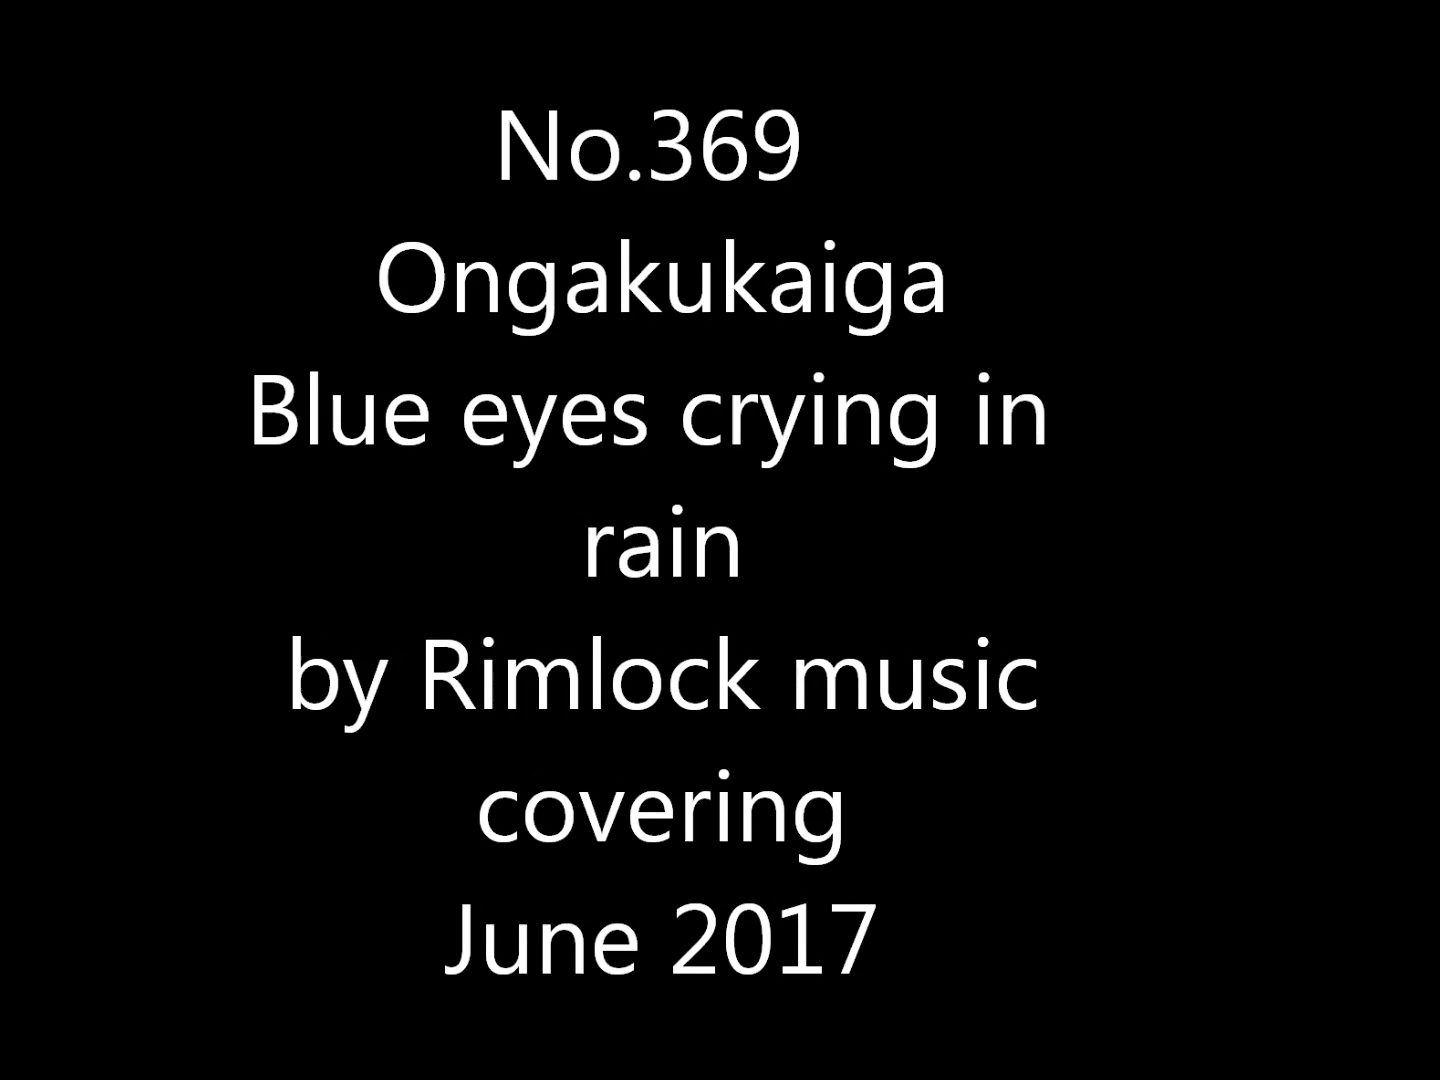 No.369
Ongakukaiga
Blue eyes crying in
rain
by Rimlock music
covering
June 2017